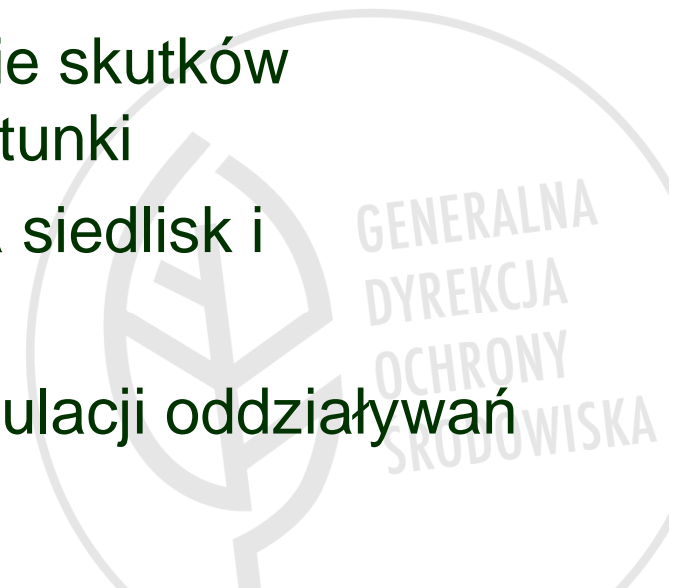 ie skutków
tunki
siedlisk i
ulacji oddziaływań
GENERALNA
DYREKCJA
OCHRONY
ŚRODOWISKA